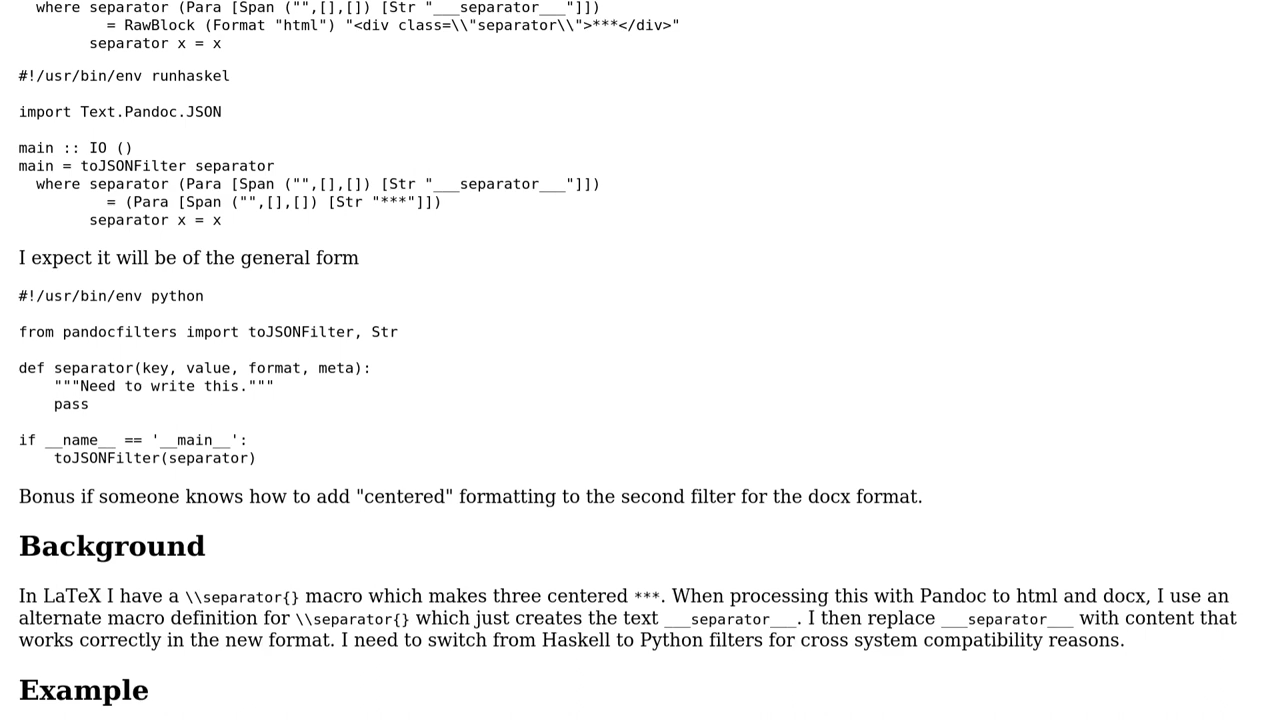 where separator (Para [Span ("",[],[]) [Str "___separator___"]])
= RawBlock (Format "html") "<div class=\\"separator\\">***</div>"
separator x = x
#!/usr/bin/env runhaskel
import Text.Pandoc.JSON
main :: IO ()
main = toJSONFilter separator
where separator (Para [Span ("",[],[]) [Str "___separator___"]])
= (Para [Span ("",[],[]) [Str "***"]])
separator x = x
I expect it will be of the general form
#!/usr/bin/env python
from pandocfilters import toJSONFilter, Str
def separator(key, value, format, meta):
"""Need to write this."""
pass
if __name__ == '__main__':
toJSONFilter(separator)
Bonus if someone knows how to add "centered" formatting to the second filter for the docx format.
Background
In LaTeX I have a \\separator{} macro which makes three centered ***. When processing this with Pandoc to html and docx, I use an
alternate macro definition for \\separator{} which just creates the text ___separator___. I then replace ___separator___ with content that
works correctly in the new format. I need to switch from Haskell to Python filters for cross system compatibility reasons.
Example